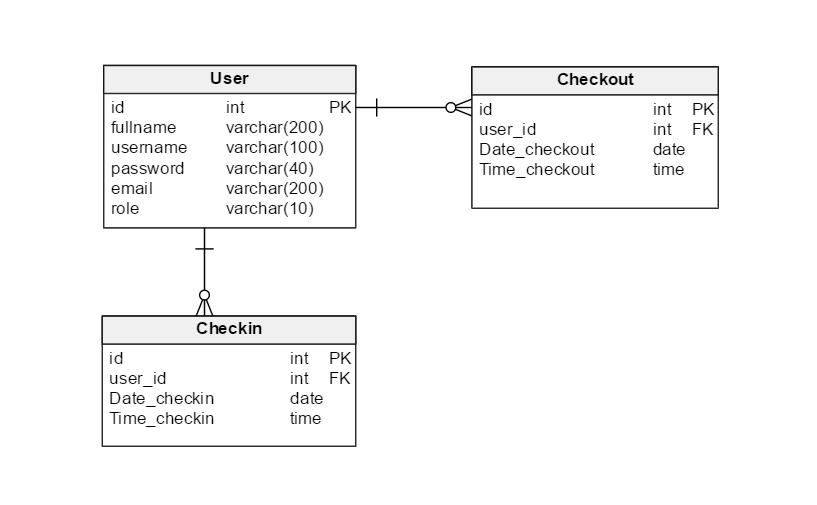 User
id int PK
fullname varchar(200)
username varchar(100)
password varchar(40)
email varchar(200)
role varchar(10)
Checkout
id int PK
user_id int FK
Date_checkout date
Time_checkout time
Checkin
id int PK
user_id int FK
Date_checkin date
Time_checkin time